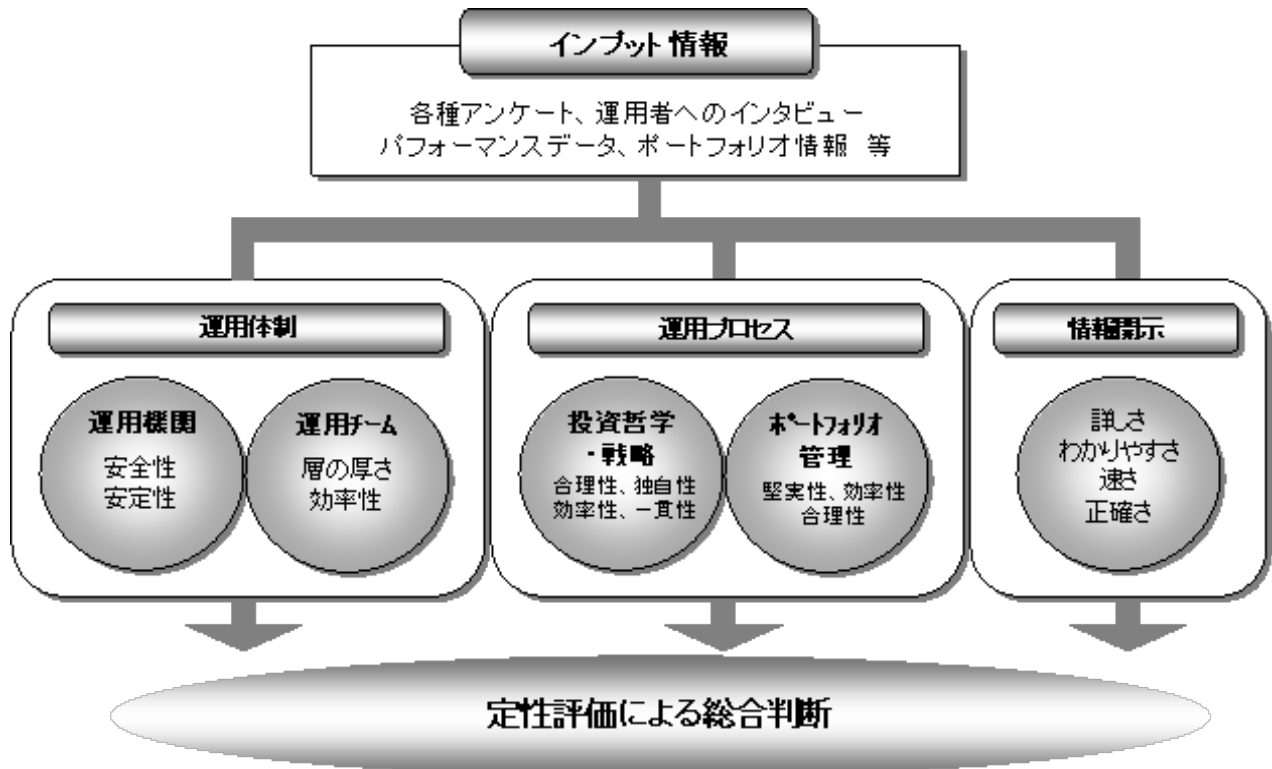 インプット情報
各種アンケート、運用者へのインタビュー
パフォーマンスデータ、ポートフォリオ情報 等
運用体制
運用機関
安全性
安定性
運用チーム
層の厚さ
効率性
運用プロセス
投資哲学
・戦略
合理性、独自性
効率性、一貫性
ポートフォリオ
管理
堅実性、効率性
合理性
情報開示
詳しさ
わかりやすさ
速さ
正確さ
定性評価による総合判断